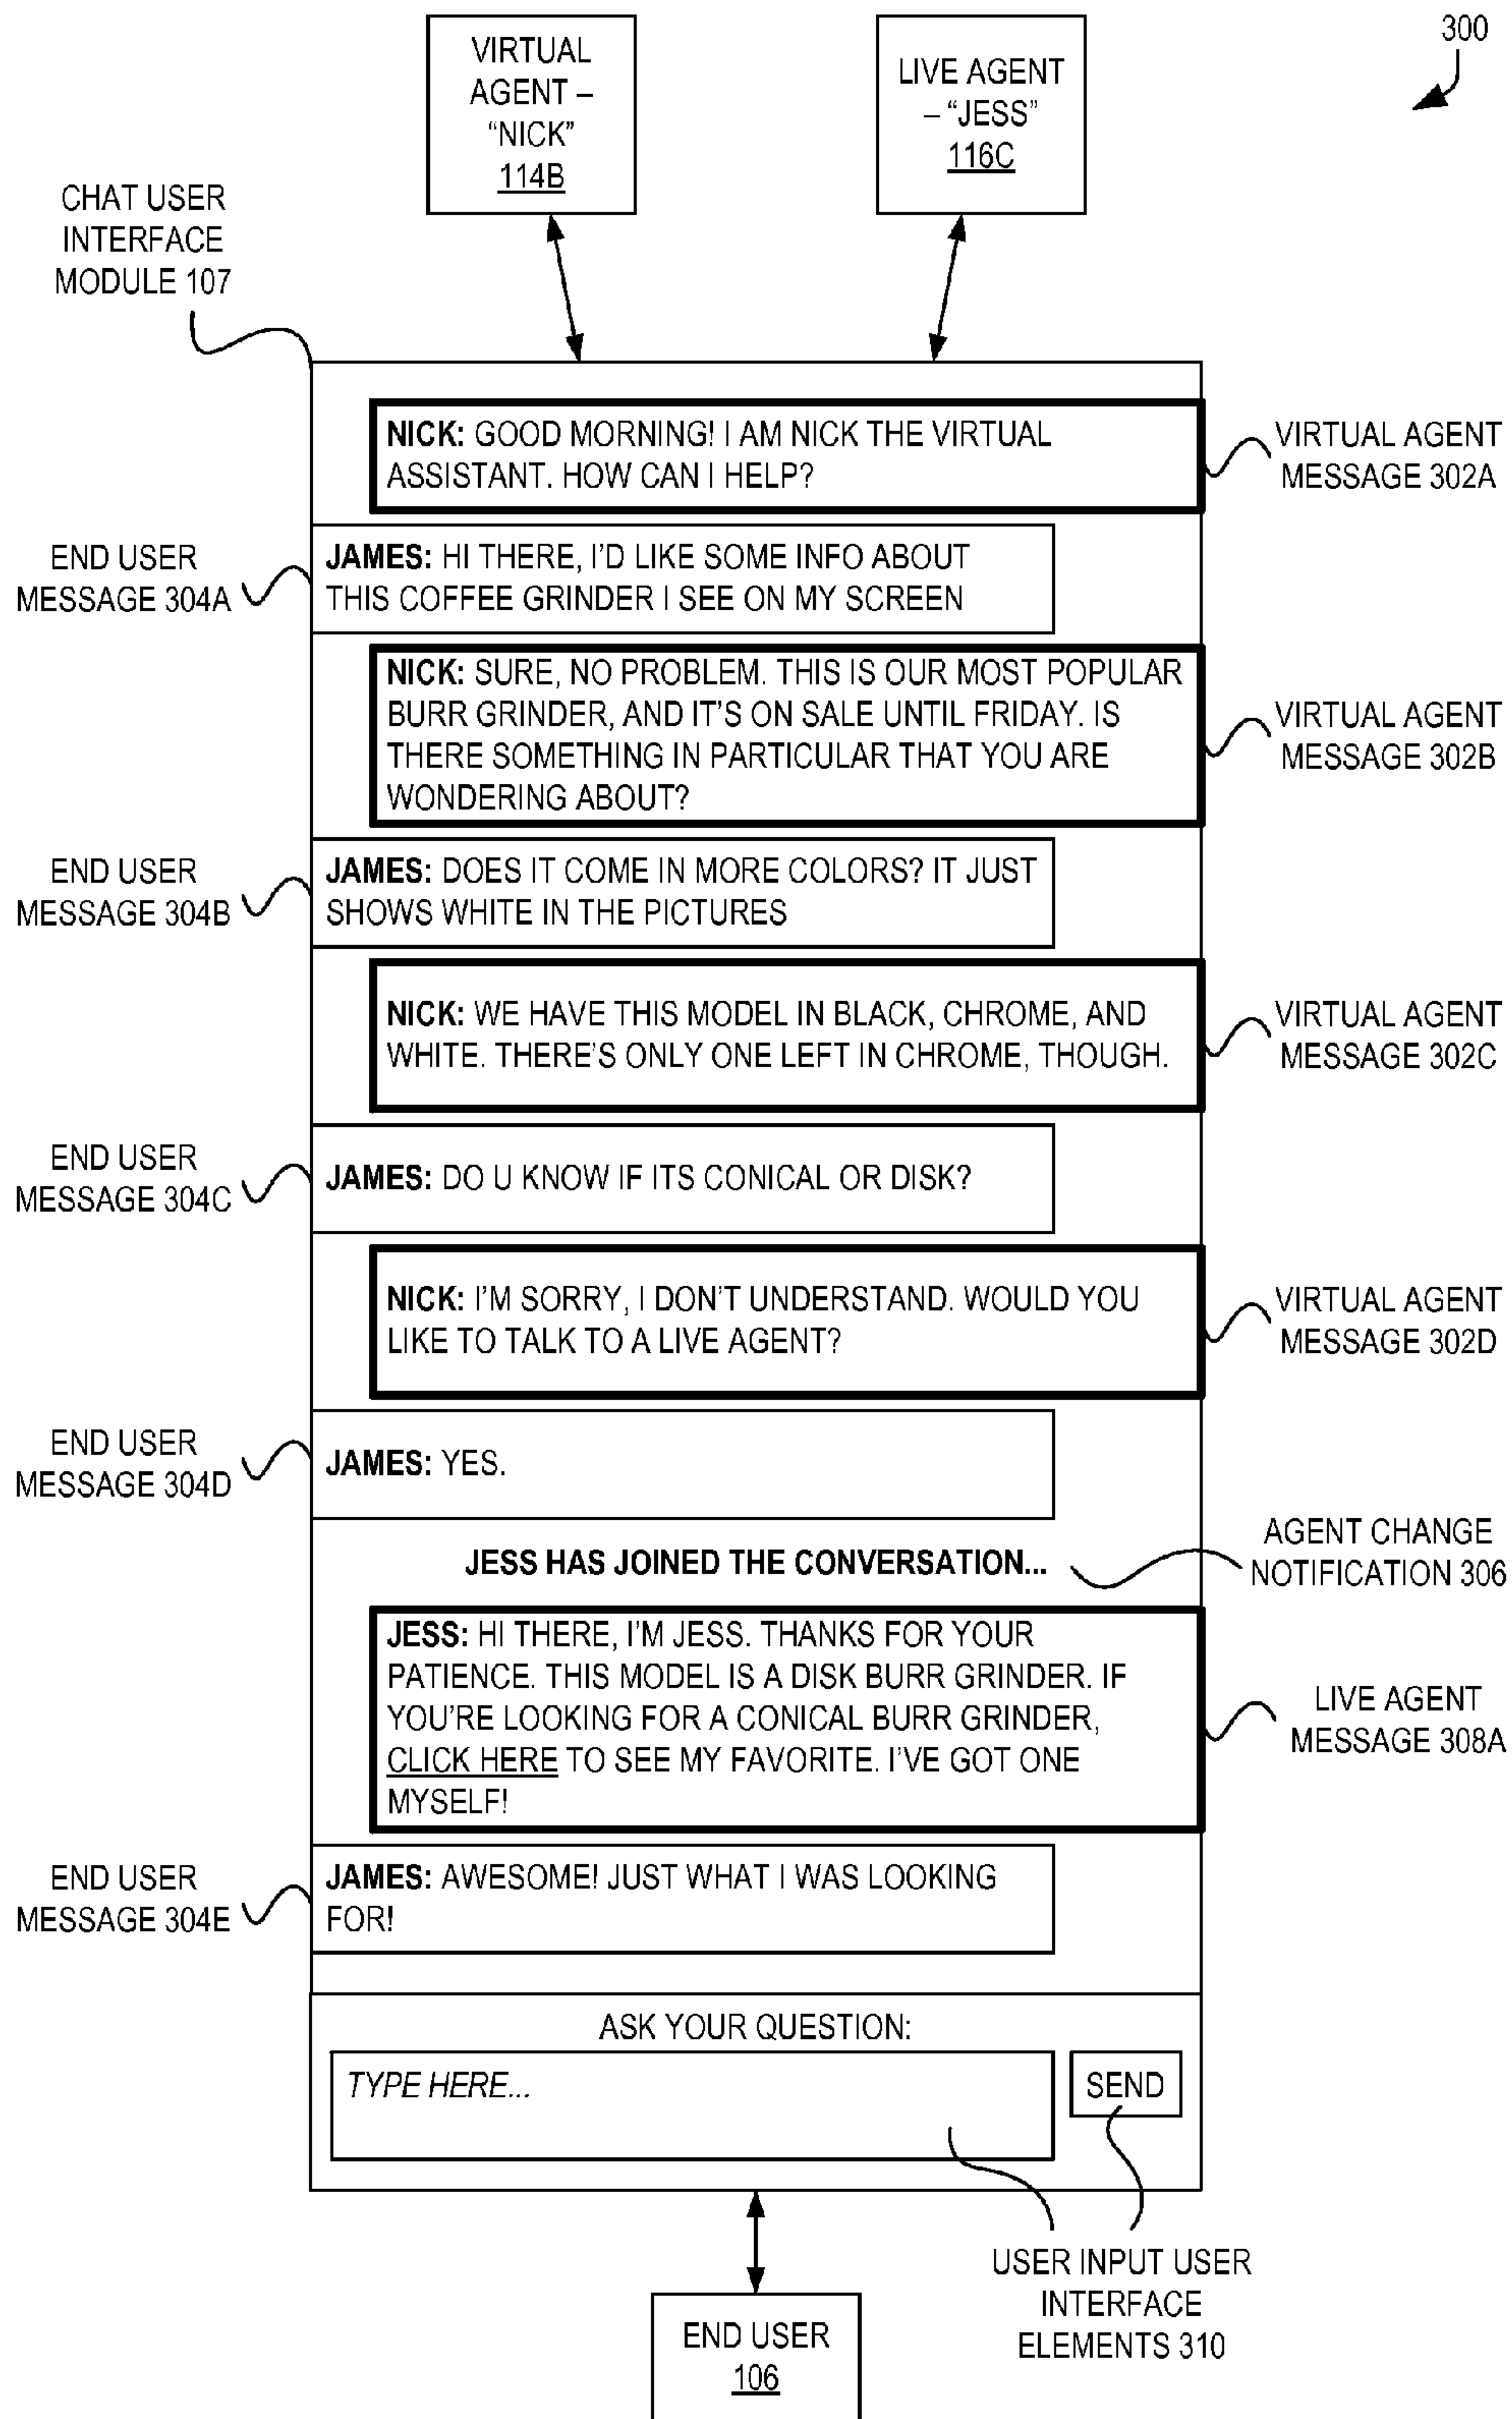 300
VIRTUAL
AGENT –
“NICK”
114B
LIVE AGENT
– “JESS”
116C
CHAT USER
INTERFACE
MODULE 107
NICK: GOOD MORNING! I AM NICK THE VIRTUAL
ASSISTANT. HOW CAN I HELP?
VIRTUAL AGENT
MESSAGE 302A
END USER
MESSAGE 304A
JAMES: HI THERE, I’D LIKE SOME INFO ABOUT
THIS COFFEE GRINDER I SEE ON MY SCREEN
NICK: SURE, NO PROBLEM. THIS IS OUR MOST POPULAR
BURR GRINDER, AND IT’S ON SALE UNTIL FRIDAY. IS
THERE SOMETHING IN PARTICULAR THAT YOU ARE
WONDERING ABOUT?
VIRTUAL AGENT
MESSAGE 302B
END USER
MESSAGE 304B
JAMES: DOES IT COME IN MORE COLORS? IT JUST
SHOWS WHITE IN THE PICTURES
NICK: WE HAVE THIS MODEL IN BLACK, CHROME, AND
WHITE. THERE’S ONLY ONE LEFT IN CHROME, THOUGH.
VIRTUAL AGENT
MESSAGE 302C
END USER
MESSAGE 304C
JAMES: DO U KNOW IF ITS CONICAL OR DISK?
NICK: I’M SORRY, I DON’T UNDERSTAND. WOULD YOU
LIKE TO TALK TO A LIVE AGENT?
VIRTUAL AGENT
MESSAGE 302D
END USER
MESSAGE 304D
JAMES: YES.
JESS HAS JOINED THE CONVERSATION...
AGENT CHANGE
NOTIFICATION 306
JESS: HI THERE, I’M JESS. THANKS FOR YOUR
PATIENCE. THIS MODEL IS A DISK BURR GRINDER. IF
YOU’RE LOOKING FOR A CONICAL BURR GRINDER,
CLICK HERE TO SEE MY FAVORITE. I’VE GOT ONE
MYSELF!
LIVE AGENT
MESSAGE 308A
END USER
MESSAGE 304E
JAMES: AWESOME! JUST WHAT I WAS LOOKING
FOR!
ASK YOUR QUESTION:
TYPE HERE...
SEND
USER INPUT USER
INTERFACE
ELEMENTS 310
END USER
106